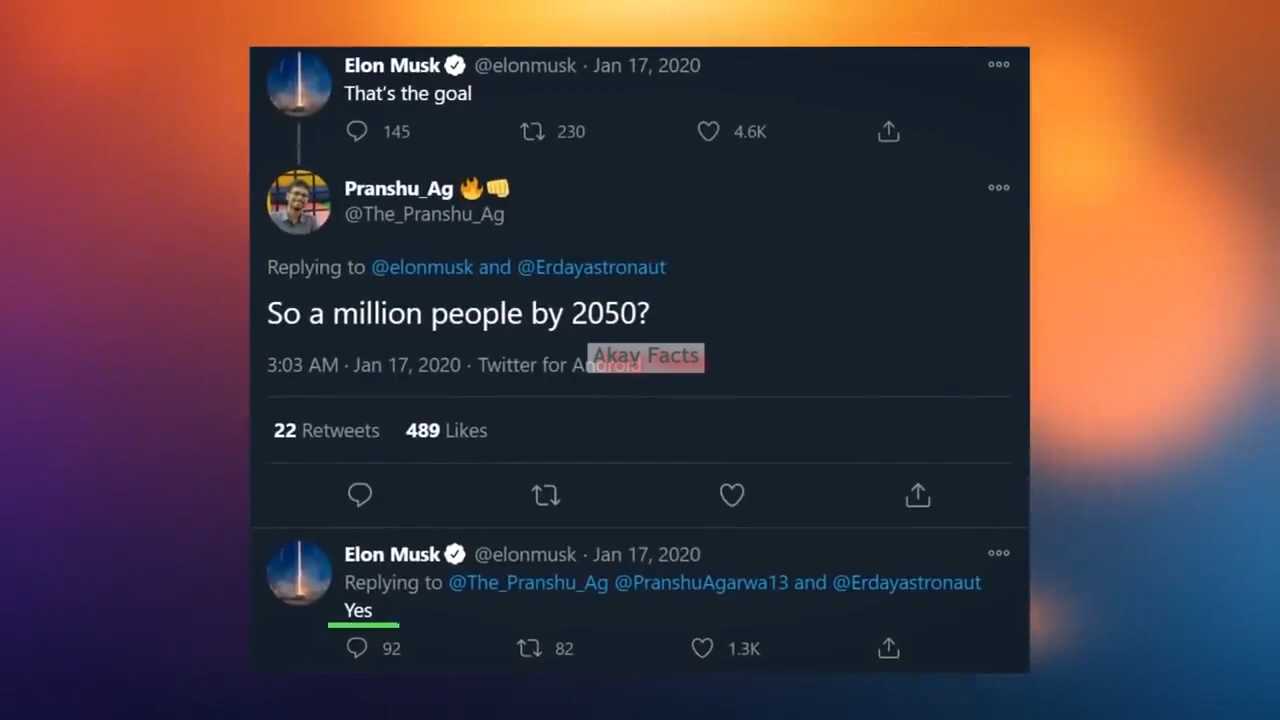 Elon Musk @elonmusk · Jan 17, 2020
That's the goal
145 230 4.6K
Pranshu_Ag 🔥👊
@The_Pranshu_Ag
Replying to @elonmusk and @Erdayastronaut
So a million people by 2050?
3:03 AM · Jan 17, 2020 · Twitter for Android
Akay Facts
22 Retweets 489 Likes
Elon Musk @elonmusk · Jan 17, 2020
Replying to @The_Pranshu_Ag @PranshuAgarwa13 and @Erdayastronaut
Yes
92 82 1.3K